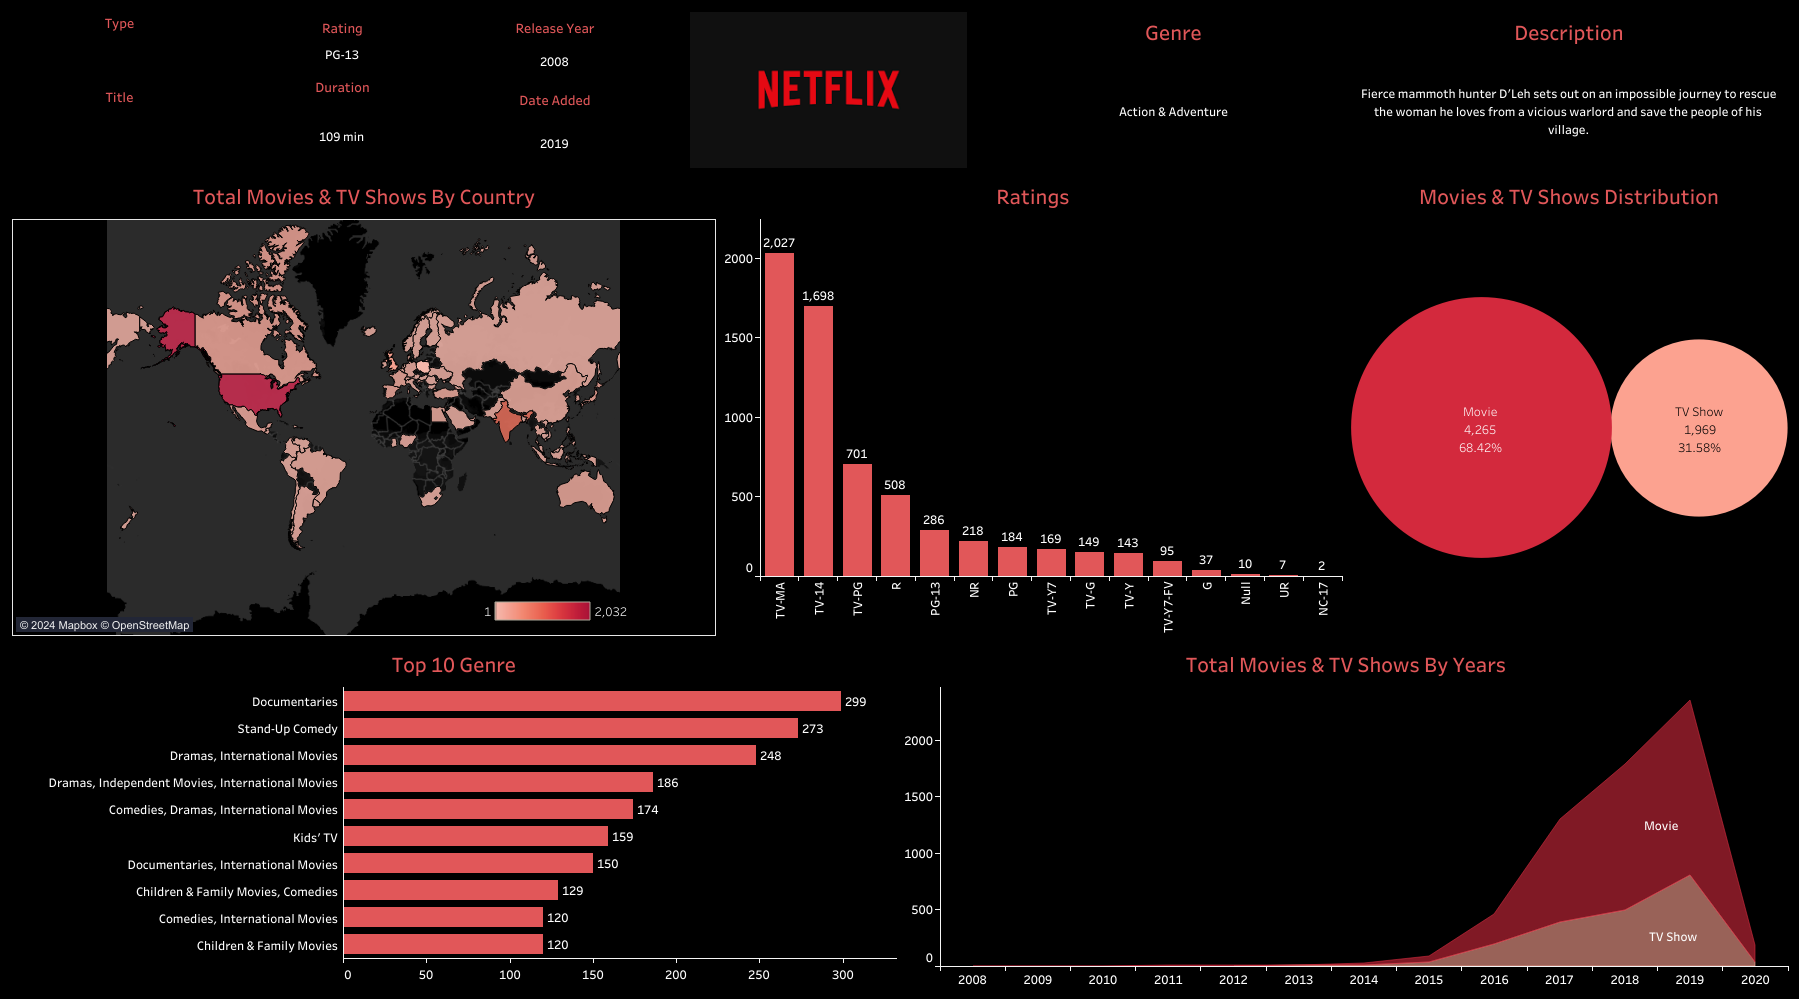 Type
Rating
PG-13
Release Year
2008
Title
Duration
109 min
Date Added
2019
NETFLIX
Genre
Action & Adventure
Description
Fierce mammoth hunter D'Leh sets out on an impossible journey to rescue
the woman he loves from a vicious warlord and save the people of his
village.
Total Movies & TV Shows By Country
1
2,032
© 2024 Mapbox © OpenStreetMap
Ratings
2000
1500
1000
500
0
2,027
1,698
701
508
286
218
184
169
149
143
95
37
10
7
2
TV-MA
TV-14
TV-PG
R
PG-13
NR
PG
TV-Y7
TV-G
TV-Y
TV-Y7-FV
G
Null
UR
NC-17
Movies & TV Shows Distribution
Movie
4,265
68.42%
TV Show
1,969
31.58%
Top 10 Genre
Documentaries 299
Stand-Up Comedy 273
Dramas, International Movies 248
Dramas, Independent Movies, International Movies 186
Comedies, Dramas, International Movies 174
Kids' TV 159
Documentaries, International Movies 150
Children & Family Movies, Comedies 129
Comedies, International Movies 120
Children & Family Movies 120
0 50 100 150 200 250 300
Total Movies & TV Shows By Years
2000
1500
1000
500
0
Movie
TV Show
2008 2009 2010 2011 2012 2013 2014 2015 2016 2017 2018 2019 2020